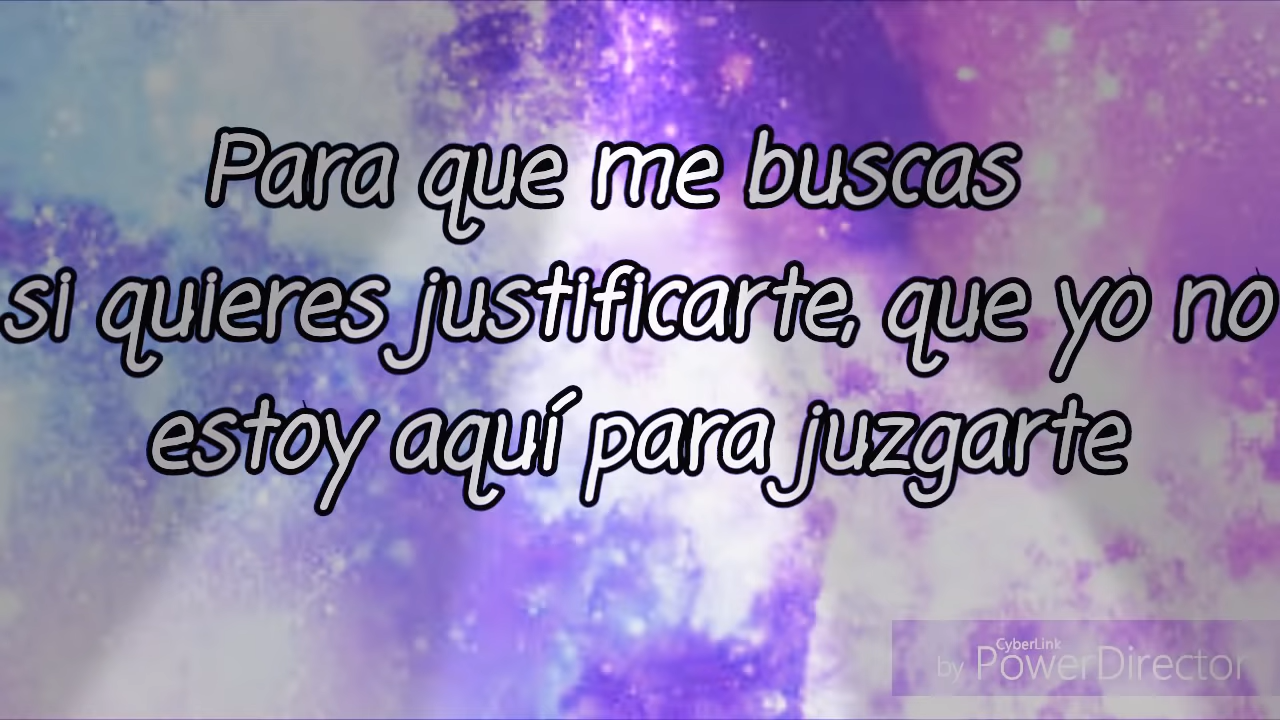 Para que me buscas
si quieres justificarte, que yo no
estoy aquí para juzgarte
CyberLink
by PowerDirector